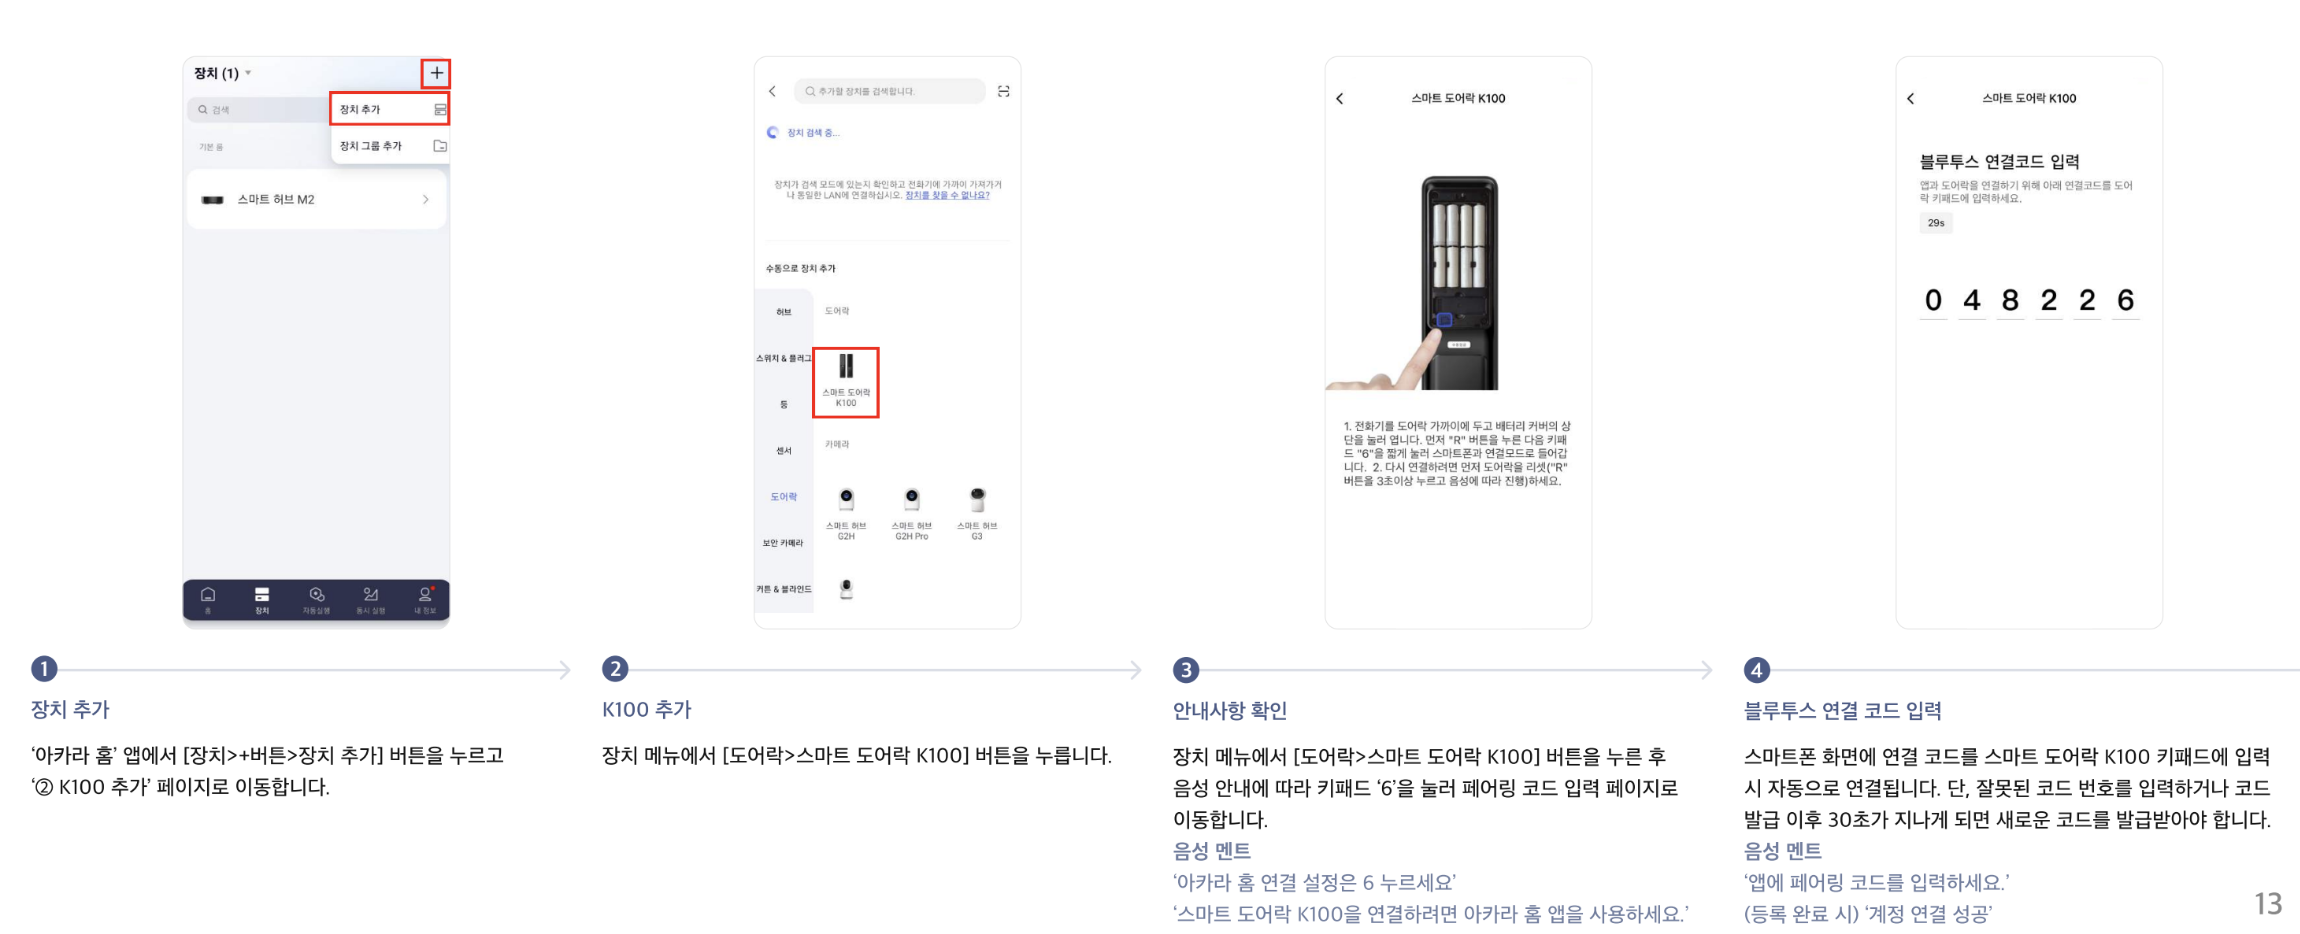 장치 (1)
+
검색
장치 추가
기본 룸
장치 그룹 추가
스마트 허브 M2
홈
장치
자동실행
동시 실행
내 정보
추가할 장치를 검색합니다.
장치 검색 중...
장치가 검색 모드에 있는지 확인하고 전화기에 가까이 가져가거
나 동일한 LAN에 연결하십시오. 장치를 찾을 수 없나요?
수동으로 장치 추가
허브
도어락
스위치 & 플러그
스마트 도어락
K100
등
카메라
센서
도어락
스마트 허브
G2H
스마트 허브
G2H Pro
스마트 허브
G3
보안 카메라
커튼 & 블라인드
스마트 도어락 K100
1. 전화기를 도어락 가까이에 두고 배터리 커버의 상
단을 눌러 엽니다. 먼저 "R" 버튼을 누른 다음 키패
드 "6"을 짧게 눌러 스마트폰과 연결모드로 들어갑
니다. 2. 다시 연결하려면 먼저 도어락을 리셋("R"
버튼을 3초이상 누르고 음성에 따라 진행)하세요.
스마트 도어락 K100
블루투스 연결코드 입력
앱과 도어락을 연결하기 위해 아래 연결코드를 도어
락 키패드에 입력하세요.
29s
0 4 8 2 2 6
1
장치 추가
‘아카라 홈’ 앱에서 [장치>+버튼>장치 추가] 버튼을 누르고
‘② K100 추가’ 페이지로 이동합니다.
2
K100 추가
장치 메뉴에서 [도어락>스마트 도어락 K100] 버튼을 누릅니다.
3
안내사항 확인
장치 메뉴에서 [도어락>스마트 도어락 K100] 버튼을 누른 후
음성 안내에 따라 키패드 ‘6’을 눌러 페어링 코드 입력 페이지로
이동합니다.
음성 멘트
‘아카라 홈 연결 설정은 6 누르세요’
‘스마트 도어락 K100을 연결하려면 아카라 홈 앱을 사용하세요.’
4
블루투스 연결 코드 입력
스마트폰 화면에 연결 코드를 스마트 도어락 K100 키패드에 입력
시 자동으로 연결됩니다. 단, 잘못된 코드 번호를 입력하거나 코드
발급 이후 30초가 지나게 되면 새로운 코드를 발급받아야 합니다.
음성 멘트
‘앱에 페어링 코드를 입력하세요.’
(등록 완료 시) ‘계정 연결 성공’
13